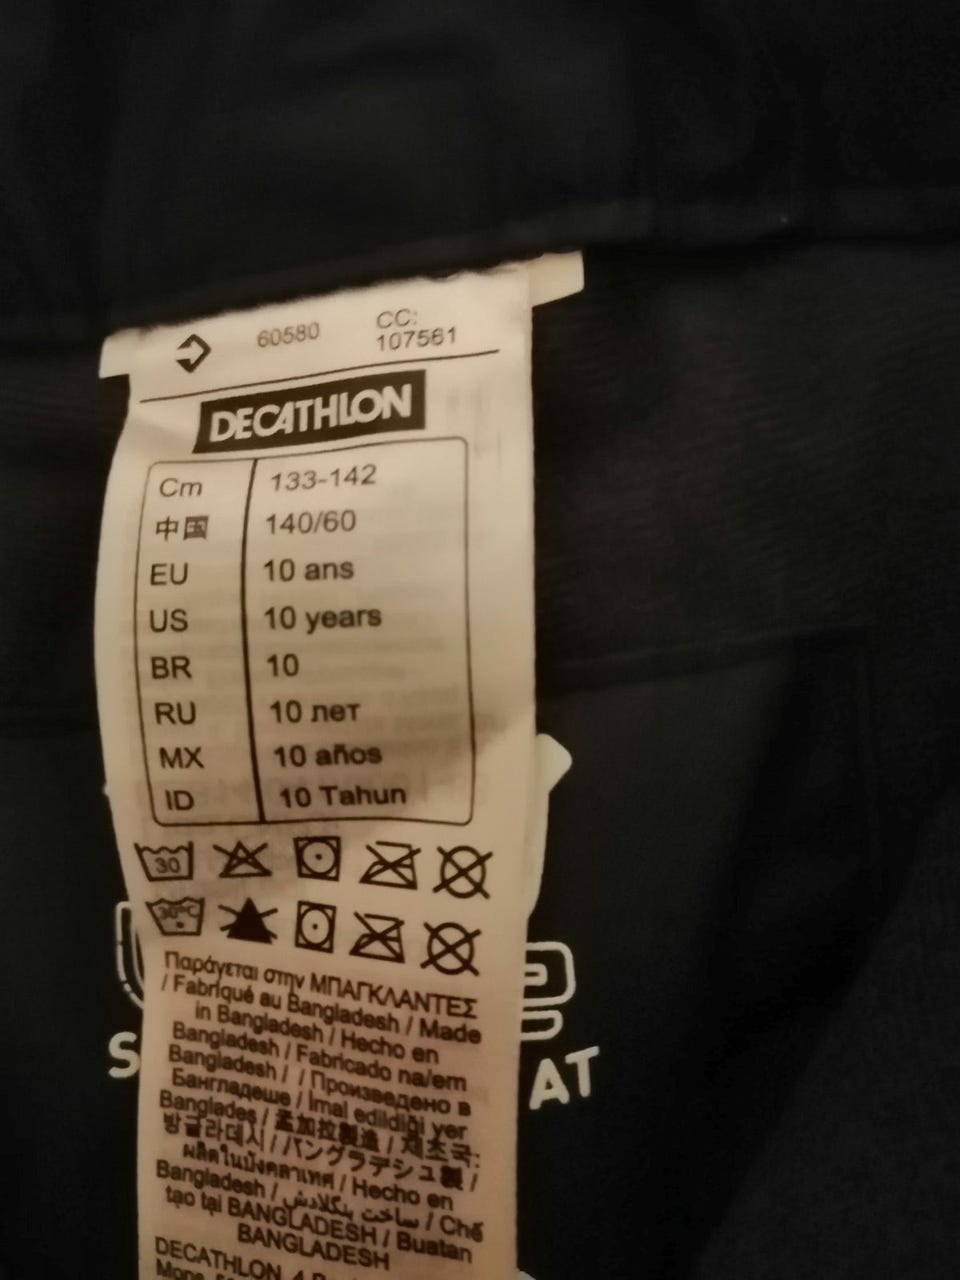 60580
CC:
107561
DECATHLON
Cm 133-142
中国 140/60
EU 10 ans
US 10 years
BR 10
RU 10 лет
MX 10 años
ID 10 Tahun
30
30°C
Παράγεται στην ΜΠΑΓΚΛΑΝΤΕΣ
/ Fabriqué au Bangladesh / Made
in Bangladesh / Hecho en
Bangladesh / Fabricado na/em
Bangladesh / / Произведено в
Бангладеше / İmal edildiği yer
Bangladeş / 孟加拉製造 / 제조국:
방글라데시 / バングラデシュ製 /
ผลิตในบังคลาเทศ / Hecho en
Bangladesh / ساخت بنگلادش / Chế
tạo tại BANGLADESH / Buatan
BANGLADESH
DECATHLON
S AT